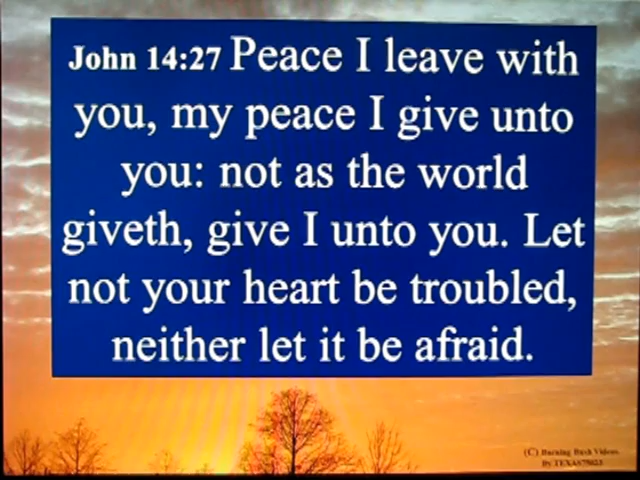 John 14:27 Peace I leave with
you, my peace I give unto
you: not as the world
giveth, give I unto you. Let
not your heart be troubled,
neither let it be afraid.
(C) Burning Bush Videos
By